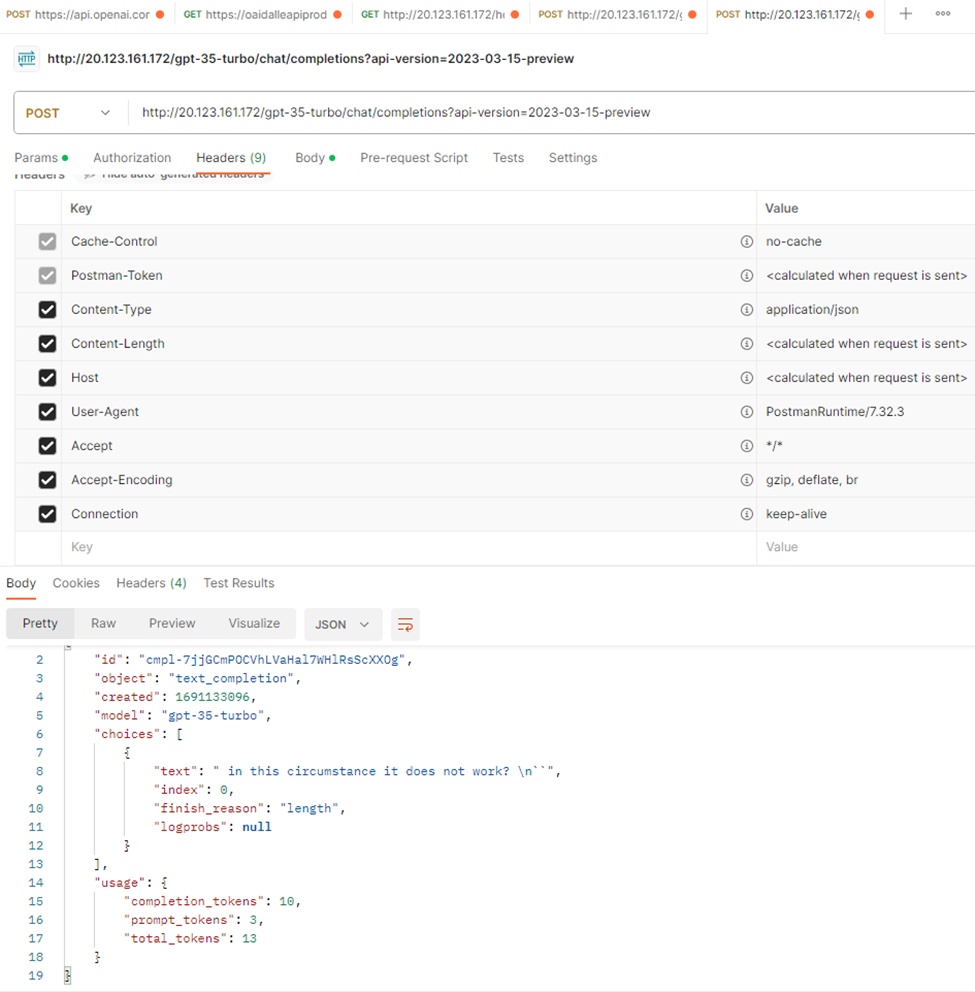 POST https://api.openai.cor GET https://oaidalleapiprod GET http://20.123.161.172/he POST http://20.123.161.172/g POST http://20.123.161.172/g
HTTP http://20.123.161.172/gpt-35-turbo/chat/completions?api-version=2023-03-15-preview
POST http://20.123.161.172/gpt-35-turbo/chat/completions?api-version=2023-03-15-preview
Params Authorization Headers (9) Body Pre-request Script Tests Settings
Headers Hide auto-generated headers
Key Value
Cache-Control no-cache
Postman-Token <calculated when request is sent>
Content-Type application/json
Content-Length <calculated when request is sent>
Host <calculated when request is sent>
User-Agent PostmanRuntime/7.32.3
Accept */*
Accept-Encoding gzip, deflate, br
Connection keep-alive
Key Value
Body Cookies Headers (4) Test Results
Pretty Raw Preview Visualize JSON
2 "id": "cmpl-7jjGCmPOCVhLVaHal7WHlRsScXXOg",
3 "object": "text_completion",
4 "created": 1691133096,
5 "model": "gpt-35-turbo",
6 "choices": [
7 {
8 "text": " in this circumstance it does not work? \n``",
9 "index": 0,
10 "finish_reason": "length",
11 "logprobs": null
12 }
13 ],
14 "usage": {
15 "completion_tokens": 10,
16 "prompt_tokens": 3,
17 "total_tokens": 13
18 }
19 }